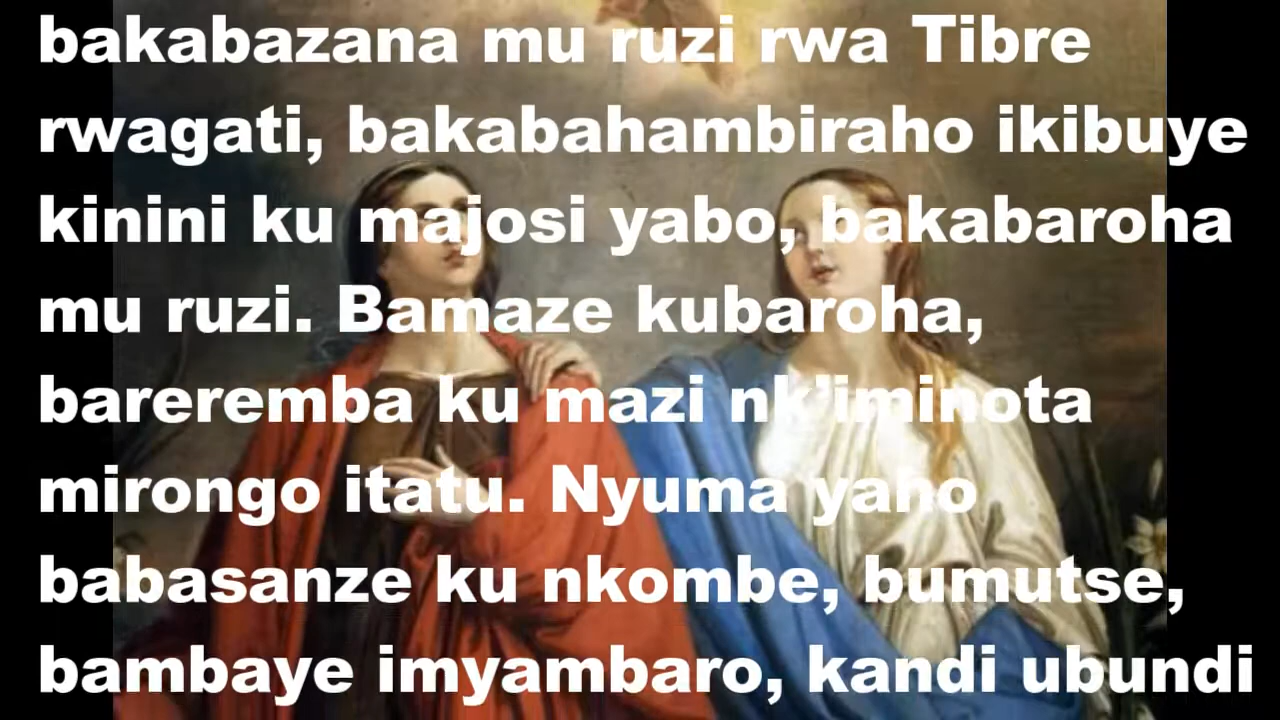 bakabazana mu ruzi rwa Tibre
rwagati, bakabahambiraho ikibuye
kinini ku majosi yabo, bakabaroha
mu ruzi. Bamaze kubaroha,
bareremba ku mazi nk’iminota
mirongo itatu. Nyuma yaho
babasanze ku nkombe, bumutse,
bambaye imyambaro, kandi ubundi